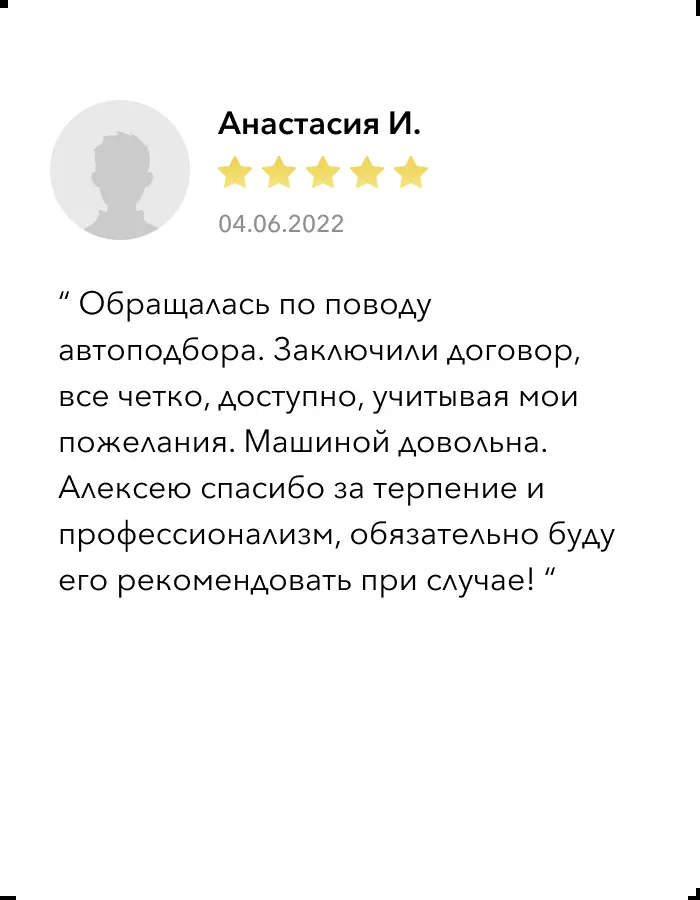 Анастасия И.
04.06.2022
“ Обращалась по поводу
автоподбора. Заключили договор,
все четко, доступно, учитывая мои
пожелания. Машиной довольна.
Алексею спасибо за терпение и
профессионализм, обязательно буду
его рекомендовать при случае! “